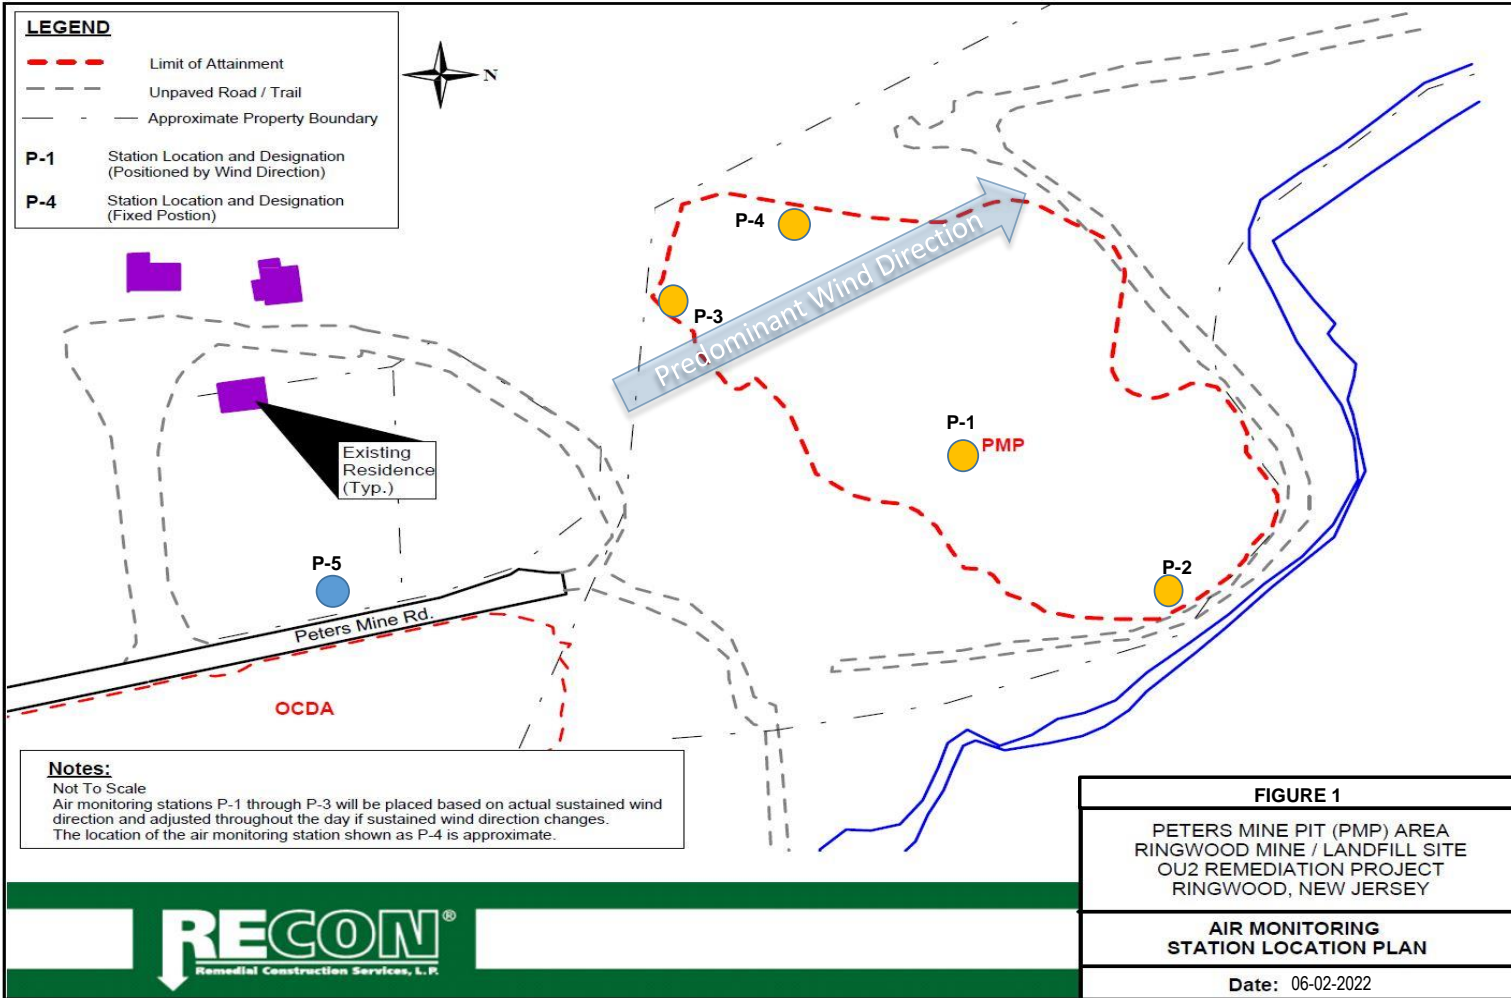 LEGEND
Limit of Attainment
Unpaved Road / Trail
Approximate Property Boundary
P-1 Station Location and Designation
(Positioned by Wind Direction)
P-4 Station Location and Designation
(Fixed Postion)
N
P-4
P-3
Predominant Wind Direction
P-1
PMP
P-2
Existing
Residence
(Typ.)
P-5
Peters Mine Rd.
OCDA
Notes:
Not To Scale
Air monitoring stations P-1 through P-3 will be placed based on actual sustained wind
direction and adjusted throughout the day if sustained wind direction changes.
The location of the air monitoring station shown as P-4 is approximate.
RECON®
Remedial Construction Services, L.P.
FIGURE 1
PETERS MINE PIT (PMP) AREA
RINGWOOD MINE / LANDFILL SITE
OU2 REMEDIATION PROJECT
RINGWOOD, NEW JERSEY
AIR MONITORING
STATION LOCATION PLAN
Date: 06-02-2022